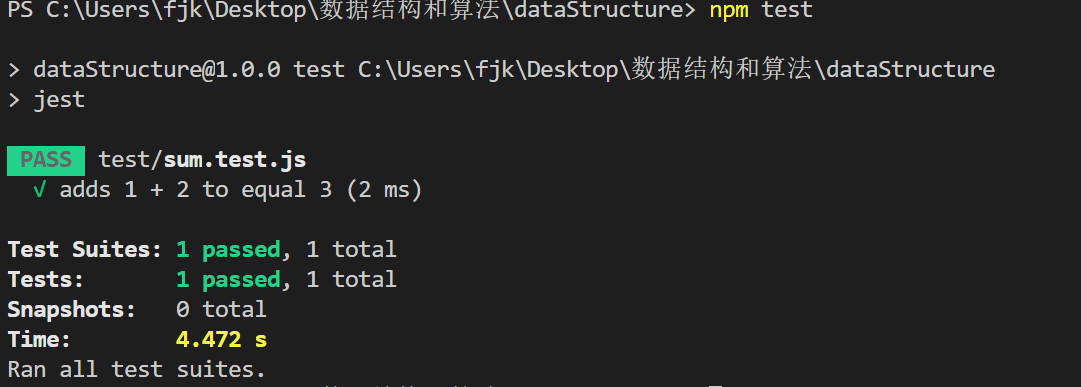 PS C:\Users\fjk\Desktop\数据结构和算法\dataStructure> npm test
> dataStructure@1.0.0 test C:\Users\fjk\Desktop\数据结构和算法\dataStructure
> jest
PASS test/sum.test.js
√ adds 1 + 2 to equal 3 (2 ms)
Test Suites: 1 passed, 1 total
Tests: 1 passed, 1 total
Snapshots: 0 total
Time: 4.472 s
Ran all test suites.